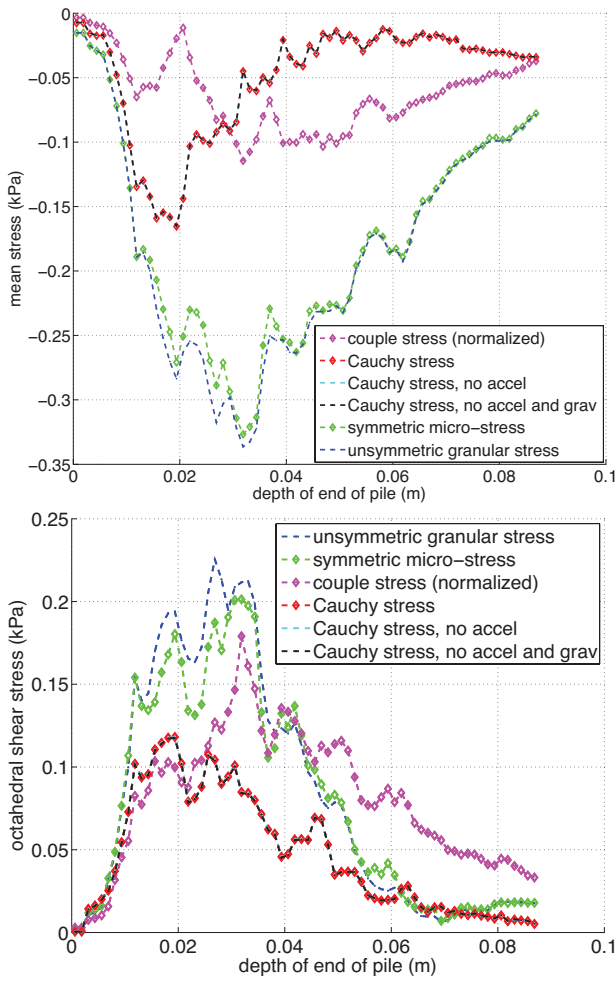 0
−0.05
−0.1
−0.15
−0.2
−0.25
−0.3
−0.35
mean stress (kPa)
couple stress (normalized)
Cauchy stress
Cauchy stress, no accel
Cauchy stress, no accel and grav
symmetric micro−stress
unsymmetric granular stress
0 0.02 0.04 0.06 0.08 0.1
depth of end of pile (m)
0.25
0.2
0.15
0.1
0.05
0
octahedral shear stress (kPa)
unsymmetric granular stress
symmetric micro−stress
couple stress (normalized)
Cauchy stress
Cauchy stress, no accel
Cauchy stress, no accel and grav
0 0.02 0.04 0.06 0.08 0.1
depth of end of pile (m)